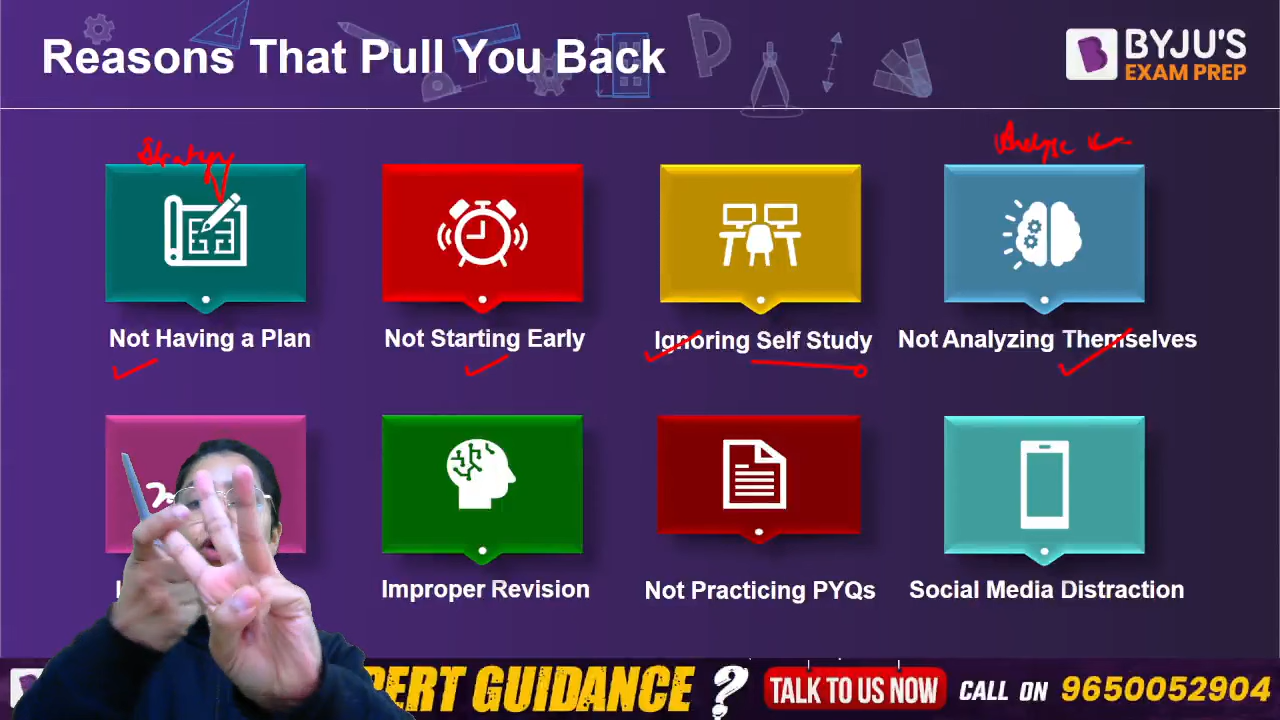 Reasons That Pull You Back
BYJU'S
EXAM PREP
Strategy
Not Having a Plan
Not Starting Early
Ignoring Self Study
Not Analyzing Themselves
Improper Revision
Not Practicing PYQs
Social Media Distraction
GUIDANCE ?
TALK TO US NOW
CALL ON 9650052904